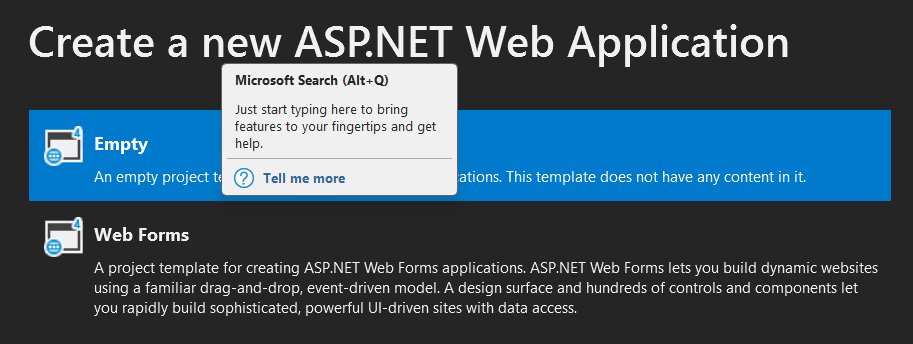 Create a new ASP.NET Web Application
Microsoft Search (Alt+Q)
Just start typing here to bring
features to your fingertips and get
help.
Tell me more
4
Empty
An empty project te
cations. This template does not have any content in it.
4
Web Forms
A project template for creating ASP.NET Web Forms applications. ASP.NET Web Forms lets you build dynamic websites
using a familiar drag-and-drop, event-driven model. A design surface and hundreds of controls and components let
you rapidly build sophisticated, powerful UI-driven sites with data access.